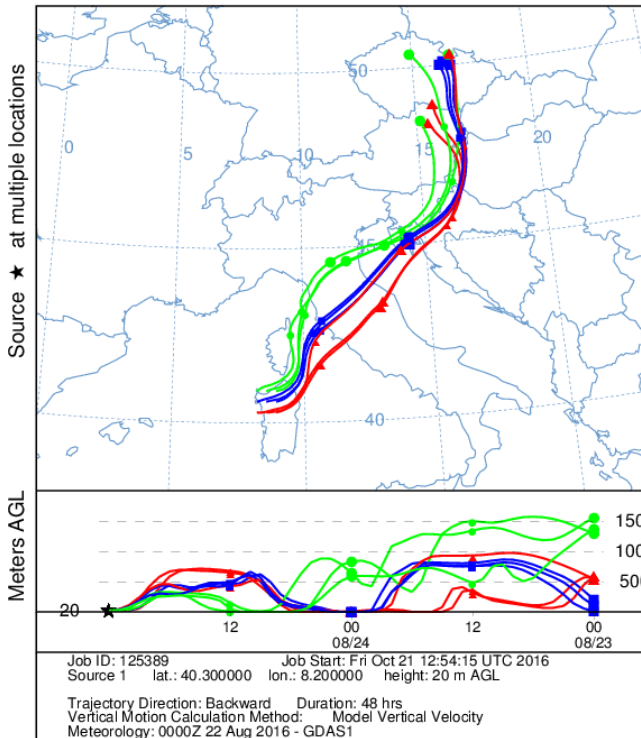 50
0
5
15
20
45
10
40
Source ★ at multiple locations
Meters AGL
150
100
500
20
12
00
12
00
08/24
08/23
Job ID: 125389 Job Start: Fri Oct 21 12:54:15 UTC 2016
Source 1 lat.: 40.300000 lon.: 8.200000 height: 20 m AGL
Trajectory Direction: Backward Duration: 48 hrs
Vertical Motion Calculation Method: Model Vertical Velocity
Meteorology: 0000Z 22 Aug 2016 - GDAS1